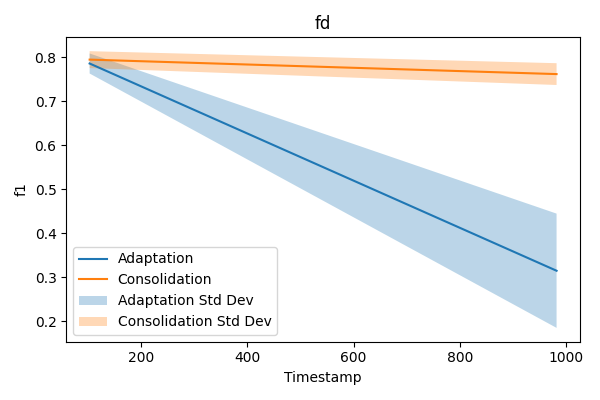 fd
f1
0.8
0.7
0.6
0.5
0.4
0.3
0.2
Adaptation
Consolidation
Adaptation Std Dev
Consolidation Std Dev
200 400 600 800 1000
Timestamp